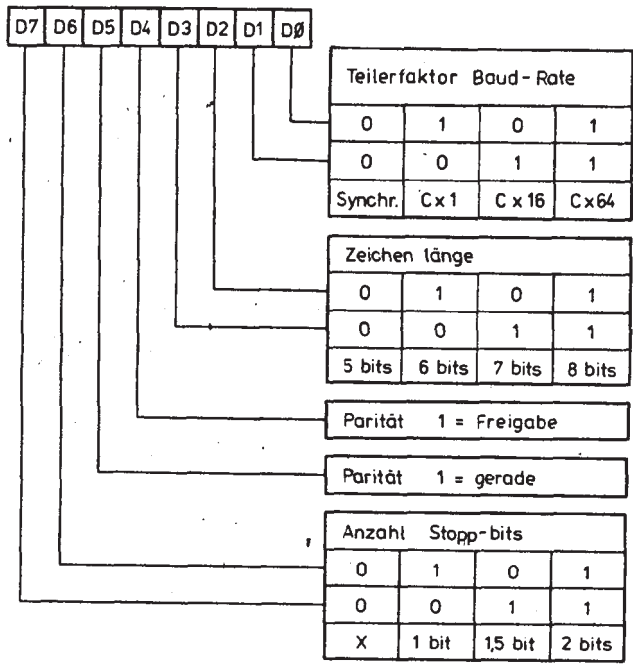 D7 D6 D5 D4 D3 D2 D1 DØ
Teilerfaktor Baud-Rate
0 1 0 1
0 0 1 1
Synchr. C x 1 C x 16 C x 64
Zeichen länge
0 1 0 1
0 0 1 1
5 bits 6 bits 7 bits 8 bits
Parität 1 = Freigabe
Parität 1 = gerade
Anzahl Stopp-bits
0 1 0 1
0 0 1 1
X 1 bit 1,5 bit 2 bits